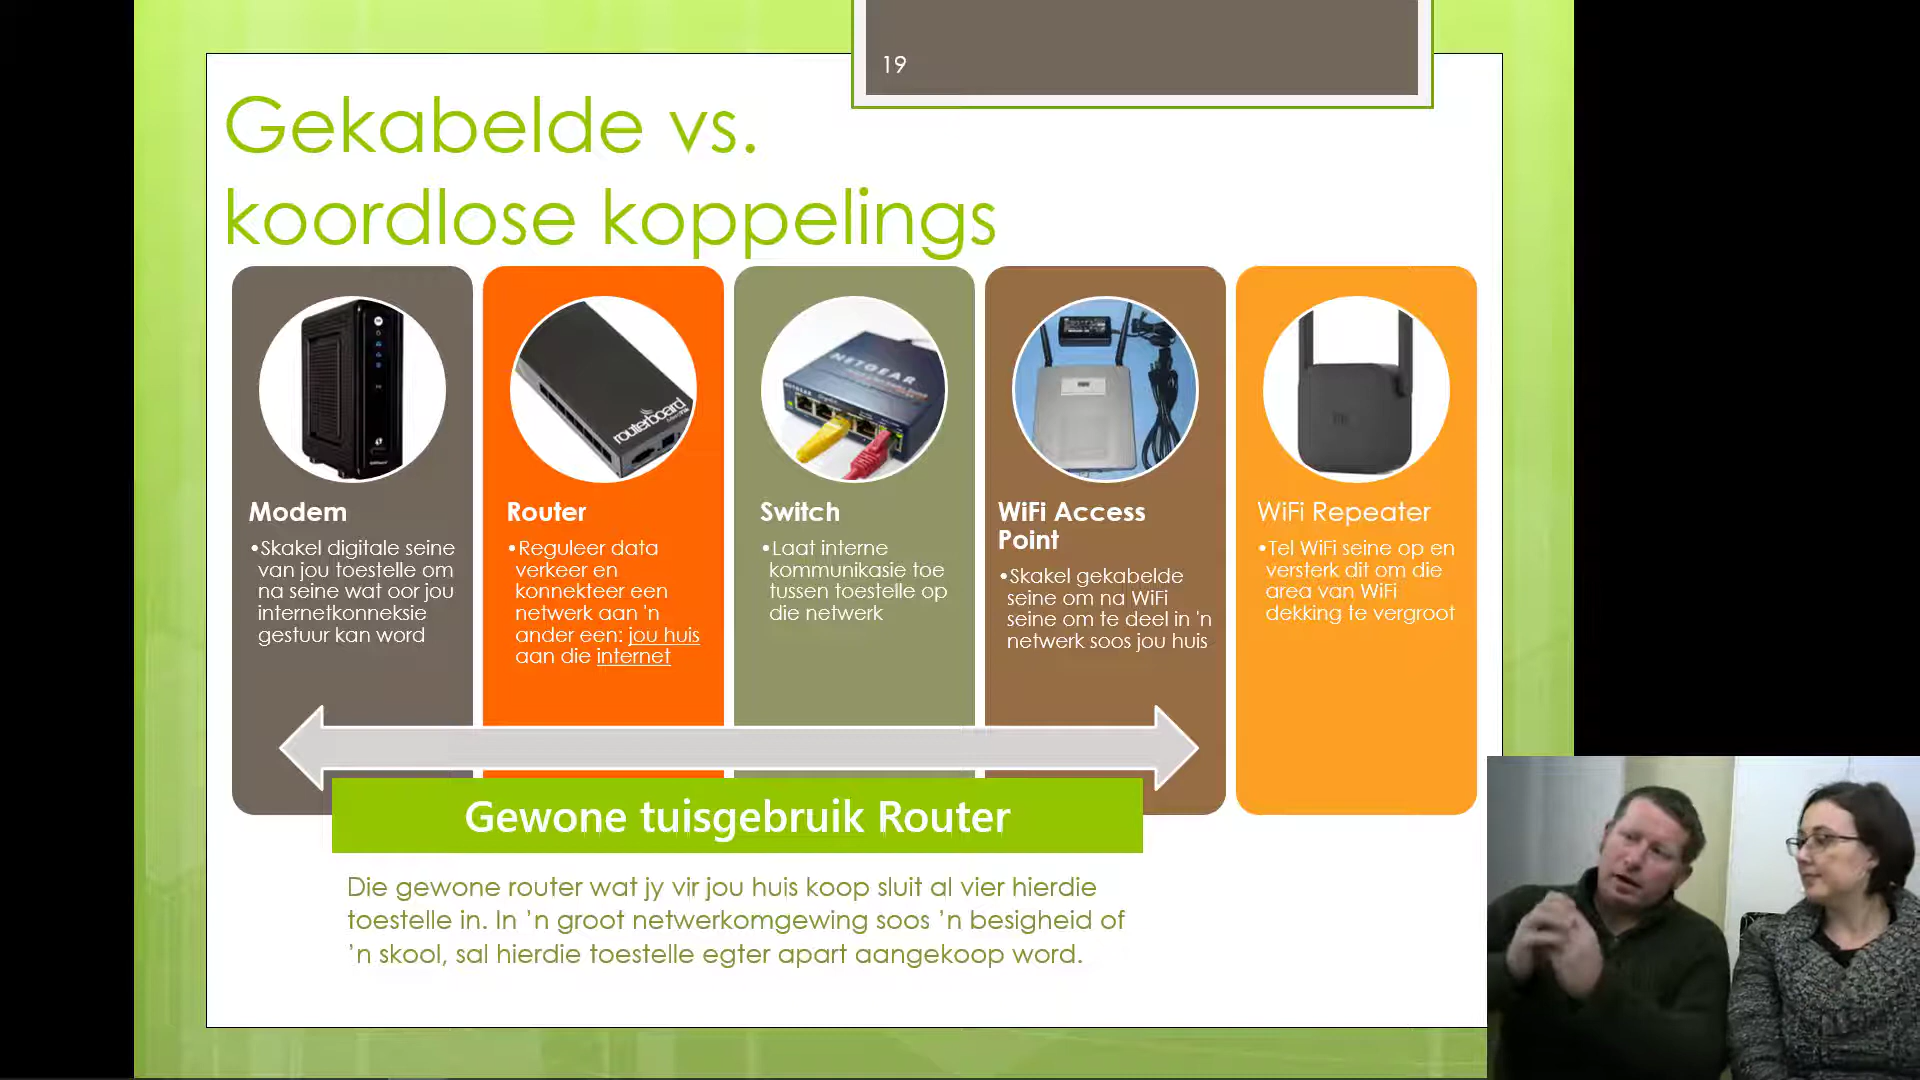 19
Gekabelde vs.
koordlose koppelings
NETGEAR
NETGEAR
routerboard
Modem
•Skakel digitale seine
van jou toestelle om
na seine wat oor jou
internetkonneksie
gestuur kan word
Router
•Reguleer data
verkeer en
konnekteer een
netwerk aan 'n
ander een: jou huis
aan die internet
Switch
•Laat interne
kommunikasie toe
tussen toestelle op
die netwerk
WiFi Access
Point
•Skakel gekabelde
seine om na WiFi
seine om te deel in 'n
netwerk soos jou huis
WiFi Repeater
•Tel WiFi seine op en
versterk dit om die
area van WiFi
dekking te vergroot
Gewone tuisgebruik Router
Die gewone router wat jy vir jou huis koop sluit al vier hierdie
toestelle in. In ’n groot netwerkomgewing soos ’n besigheid of
’n skool, sal hierdie toestelle egter apart aangekoop word.